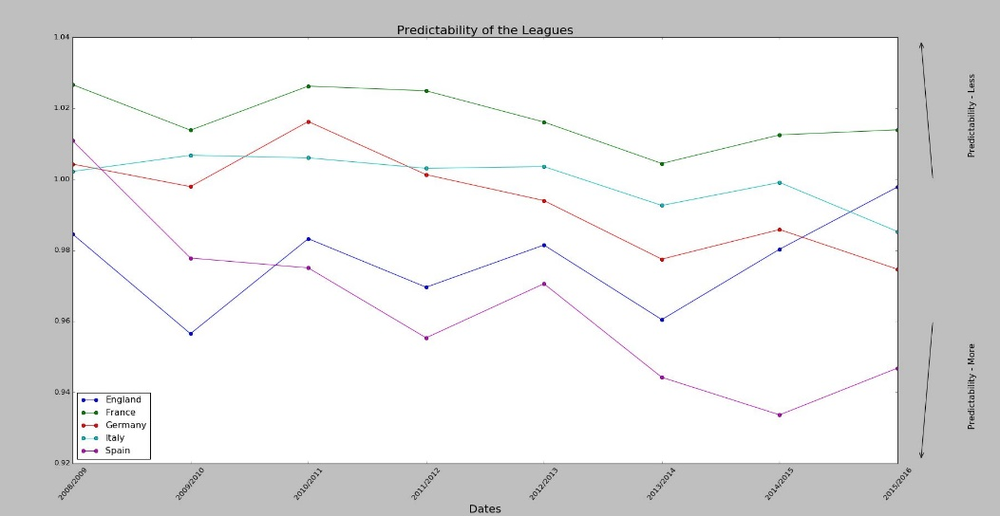 Predictability of the Leagues
1.04
1.02
1.00
0.98
0.96
0.94
0.92
England
France
Germany
Italy
Spain
2008/2009
2009/2010
2010/2011
2011/2012
2012/2013
2013/2014
2014/2015
2015/2016
Dates
Predictability - Less
Predictability - More